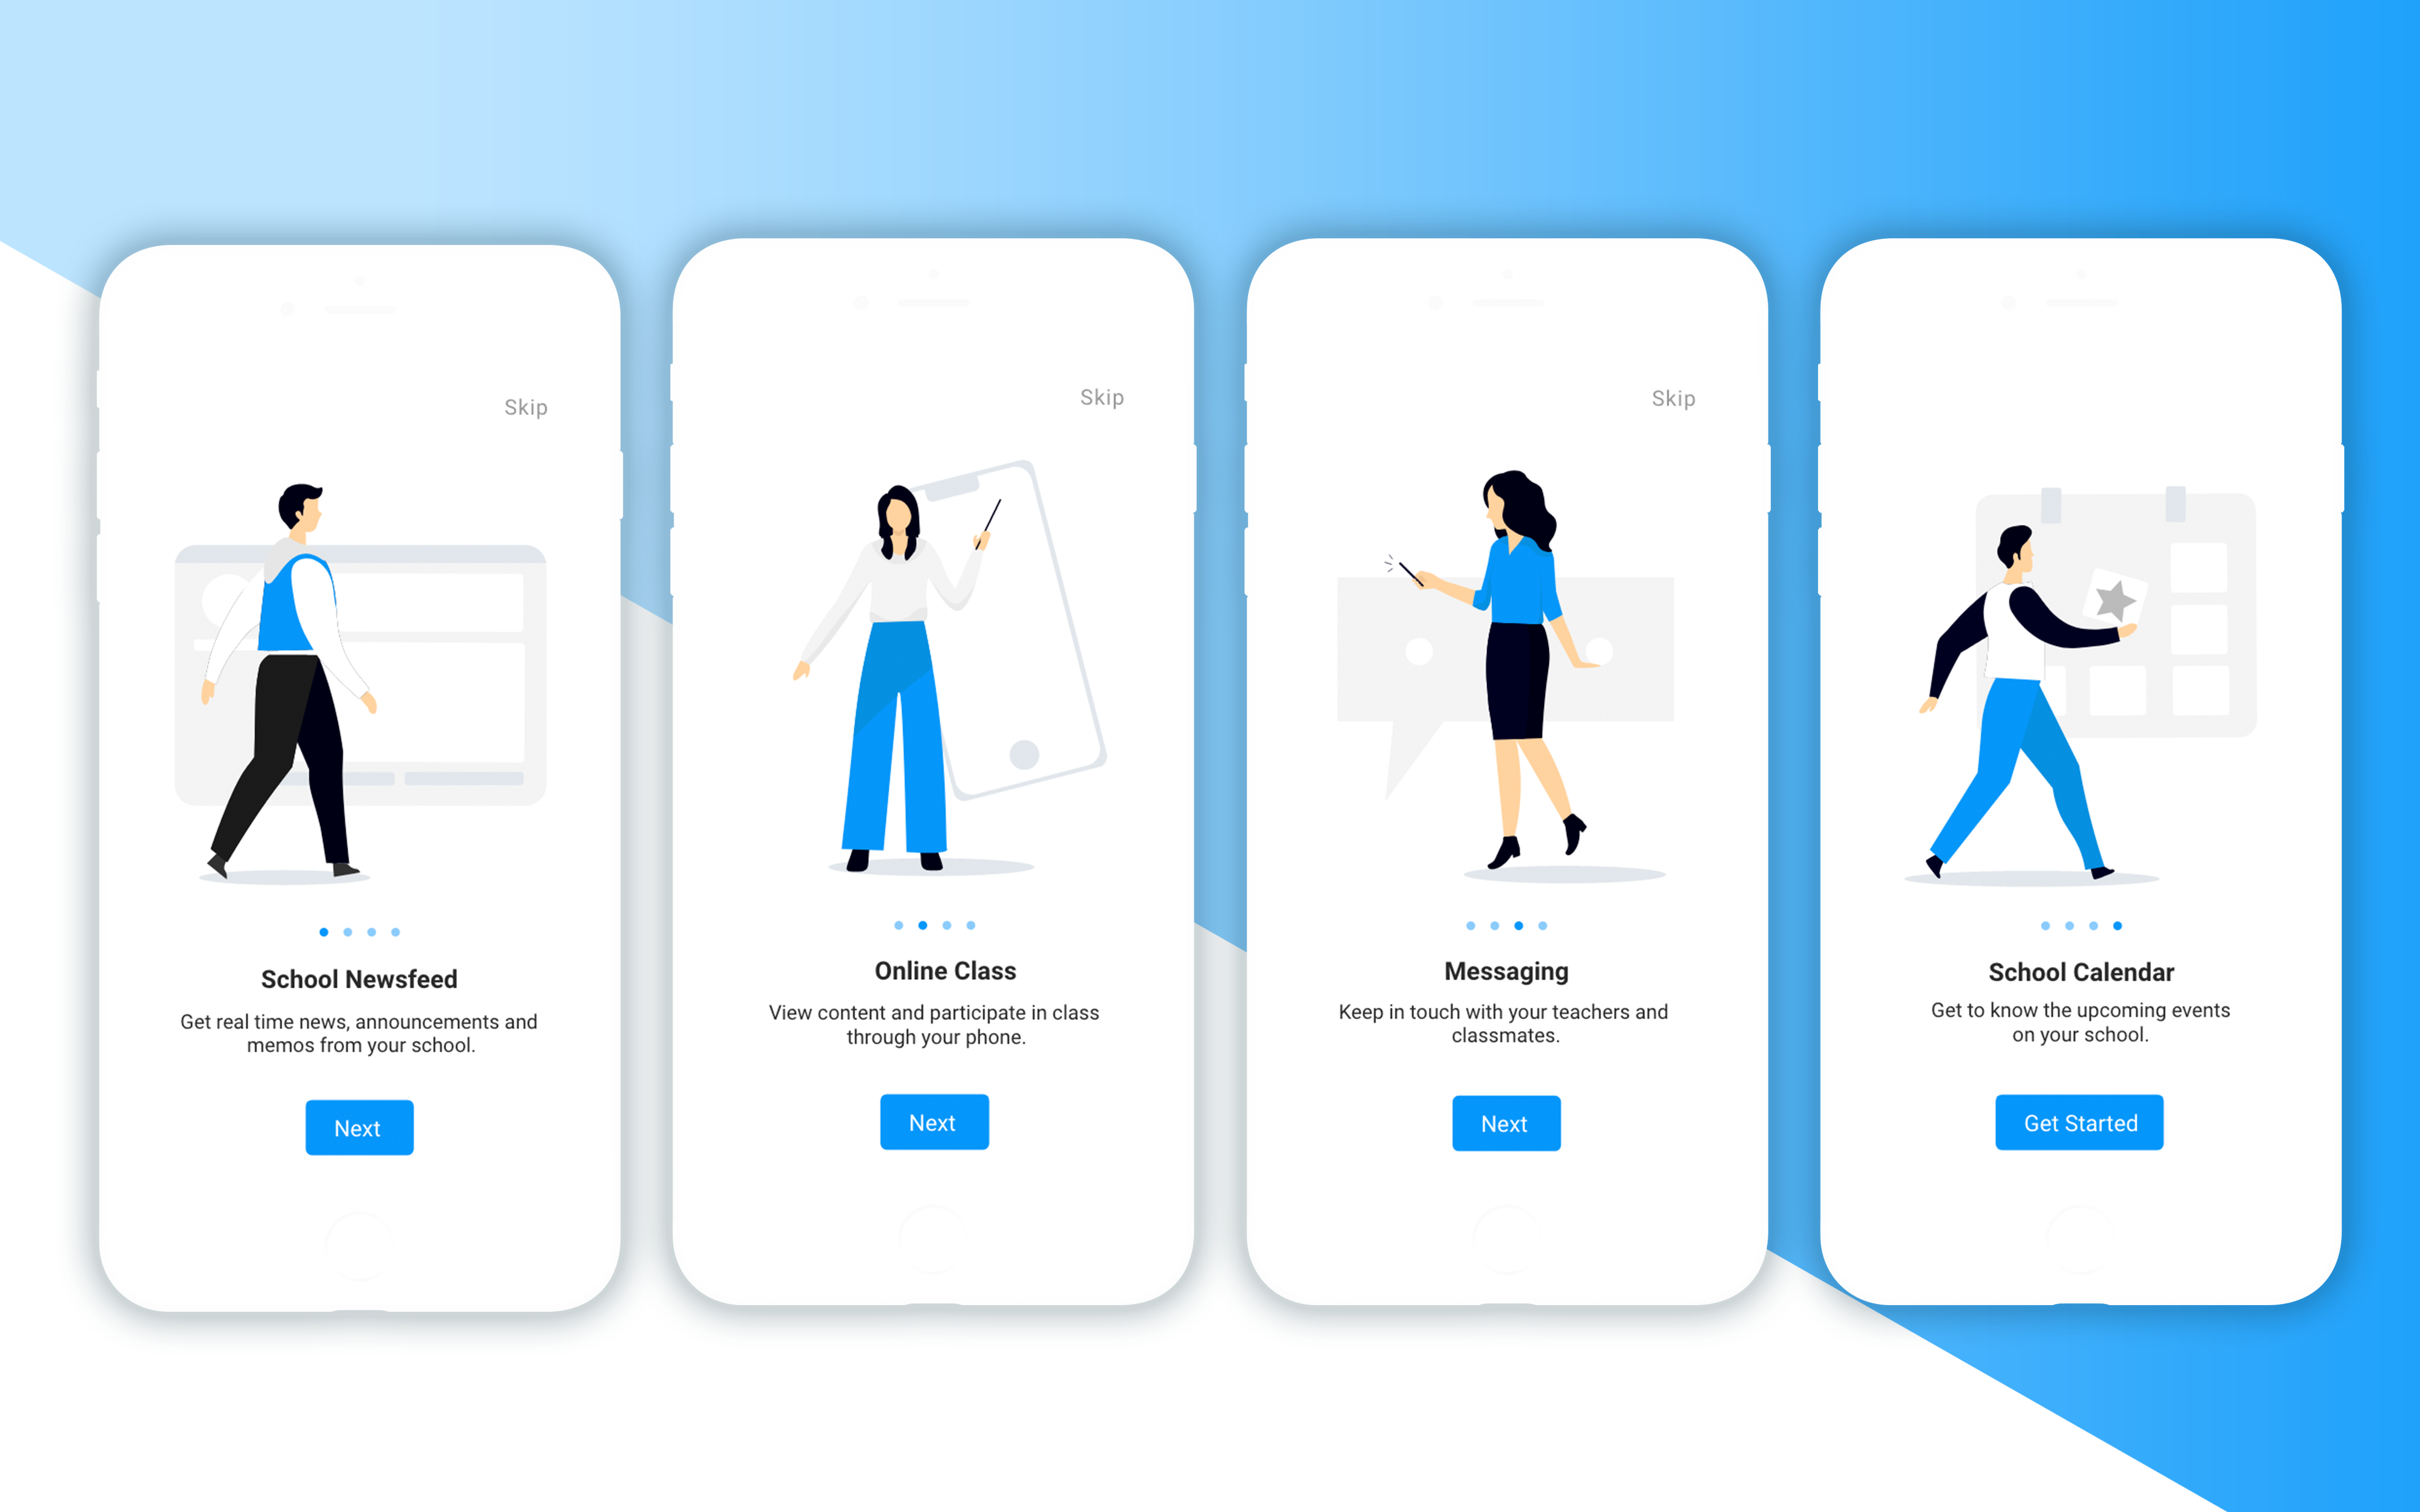 Skip
School Newsfeed
Get real time news, announcements and
memos from your school.
Next
Skip
Online Class
View content and participate in class
through your phone.
Next
Skip
Messaging
Keep in touch with your teachers and
classmates.
Next
School Calendar
Get to know the upcoming events
on your school.
Get Started